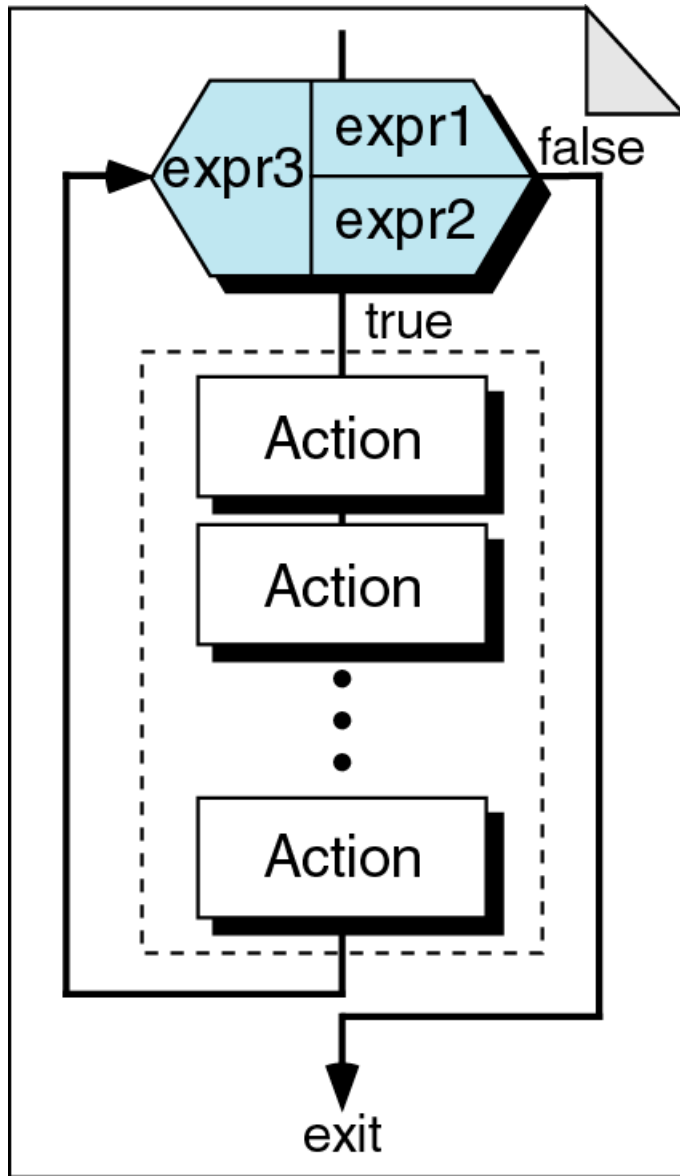 expr1
expr3
false
expr2
true
Action
Action
Action
exit